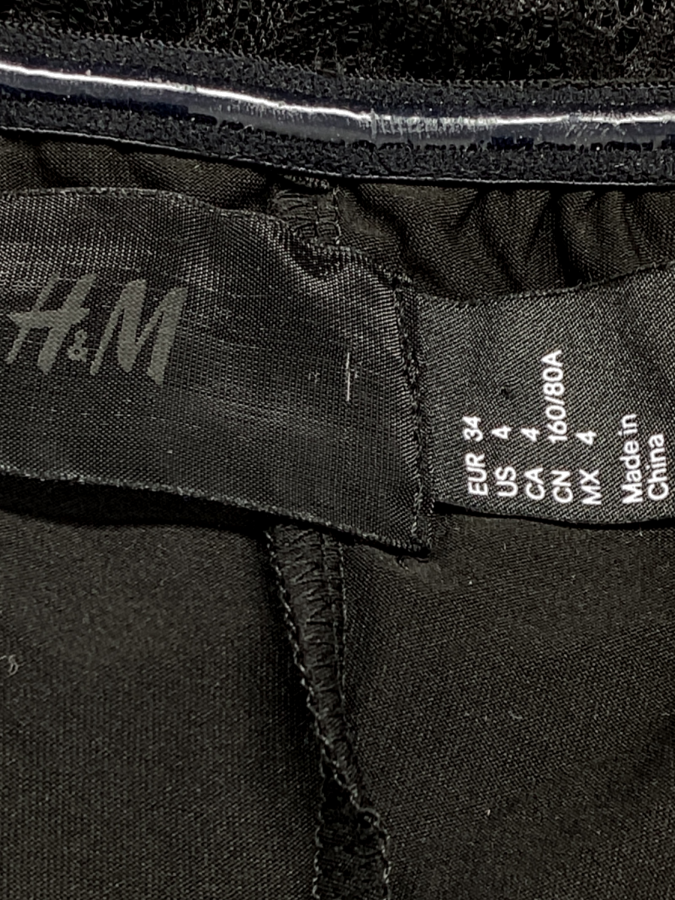 H&M
EUR 34
US 4
CA 4
CN 160/80A
MX 4
Made in
China